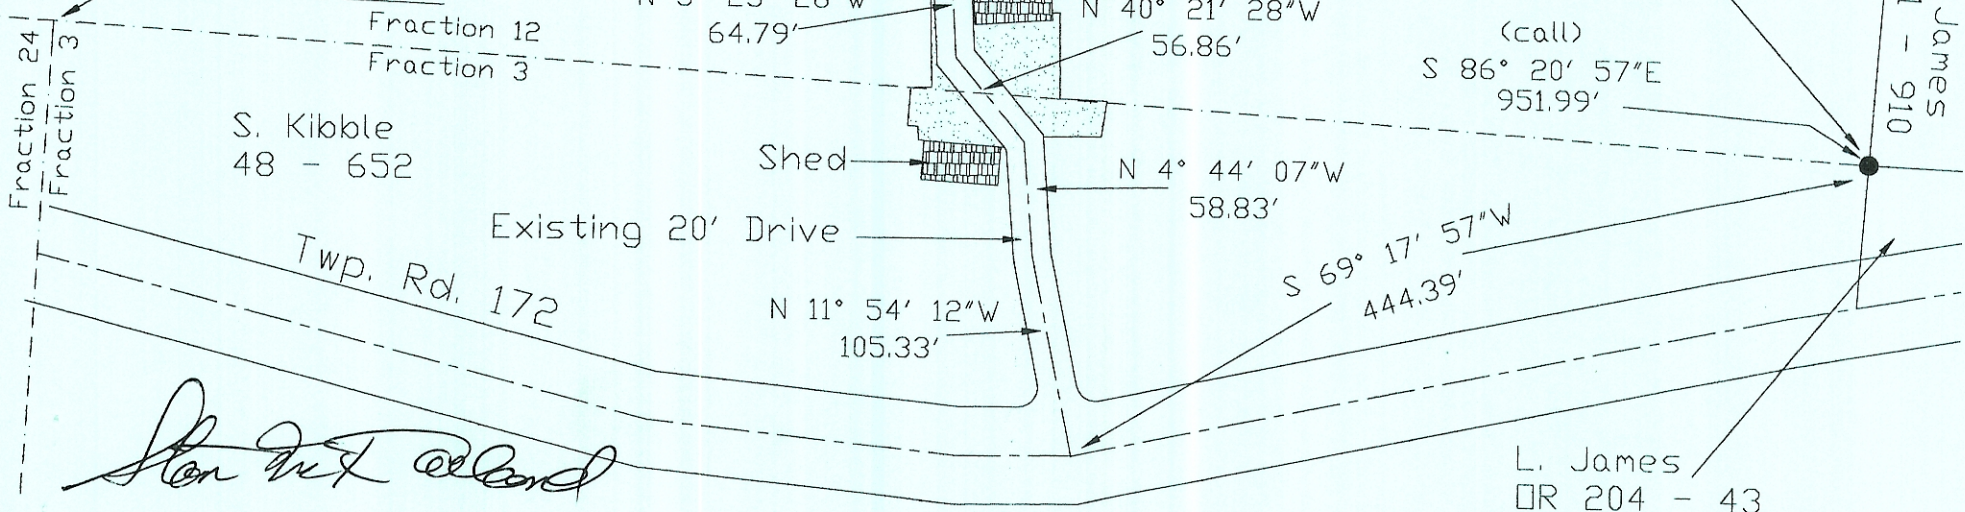 64.79'
N 40° 21' 28"W
56.86'
Fraction 12
Fraction 3
Fraction 24
Fraction 3
(call)
S 86° 20' 57"E
951.99'
James
- 910
S. Kibble
48 - 652
Shed
N 4° 44' 07"W
58.83'
Existing 20' Drive
Twp. Rd. 172
S 69° 17' 57"W
444.39'
N 11° 54' 12"W
105.33'
L. James
OR 204 - 43